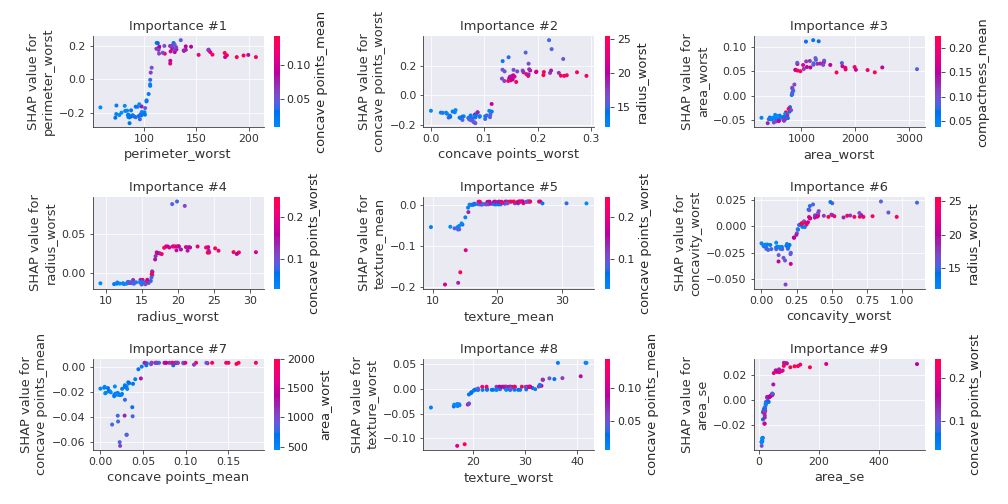 Importance #1
SHAP value for
perimeter_worst
0.2
0.0
−0.2
100
150
200
perimeter_worst
0.10
0.05
concave points_mean
Importance #2
SHAP value for
concave points_worst
0.2
0.0
−0.2
0.0
0.1
0.2
0.3
concave points_worst
25
20
15
radius_worst
Importance #3
SHAP value for
area_worst
0.10
0.05
0.00
−0.05
1000
2000
3000
area_worst
0.20
0.15
0.10
0.05
compactness_mean
Importance #4
SHAP value for
radius_worst
0.05
0.00
10
15
20
25
30
radius_worst
0.2
0.1
concave points_worst
Importance #5
SHAP value for
texture_mean
0.0
−0.1
−0.2
10
20
30
texture_mean
0.2
0.1
concave points_worst
Importance #6
SHAP value for
concavity_worst
0.025
0.000
−0.025
−0.050
0.00
0.25
0.50
0.75
1.00
concavity_worst
25
20
15
radius_worst
Importance #7
SHAP value for
concave points_mean
0.00
−0.02
−0.04
−0.06
0.00
0.05
0.10
0.15
concave points_mean
2000
1500
1000
500
area_worst
Importance #8
SHAP value for
texture_worst
0.05
0.00
−0.05
−0.10
20
30
40
texture_worst
0.10
0.05
concave points_mean
Importance #9
SHAP value for
area_se
0.02
0.00
−0.02
0
200
400
area_se
0.2
0.1
concave points_worst